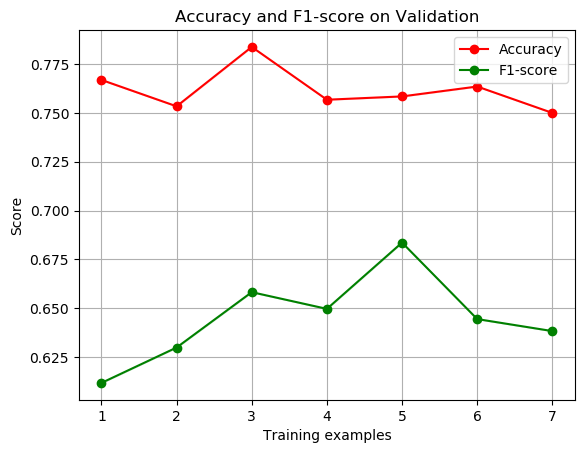 Accuracy and F1-score on Validation
Accuracy
F1-score
Score
0.775
0.750
0.725
0.700
0.675
0.650
0.625
1 2 3 4 5 6 7
Training examples